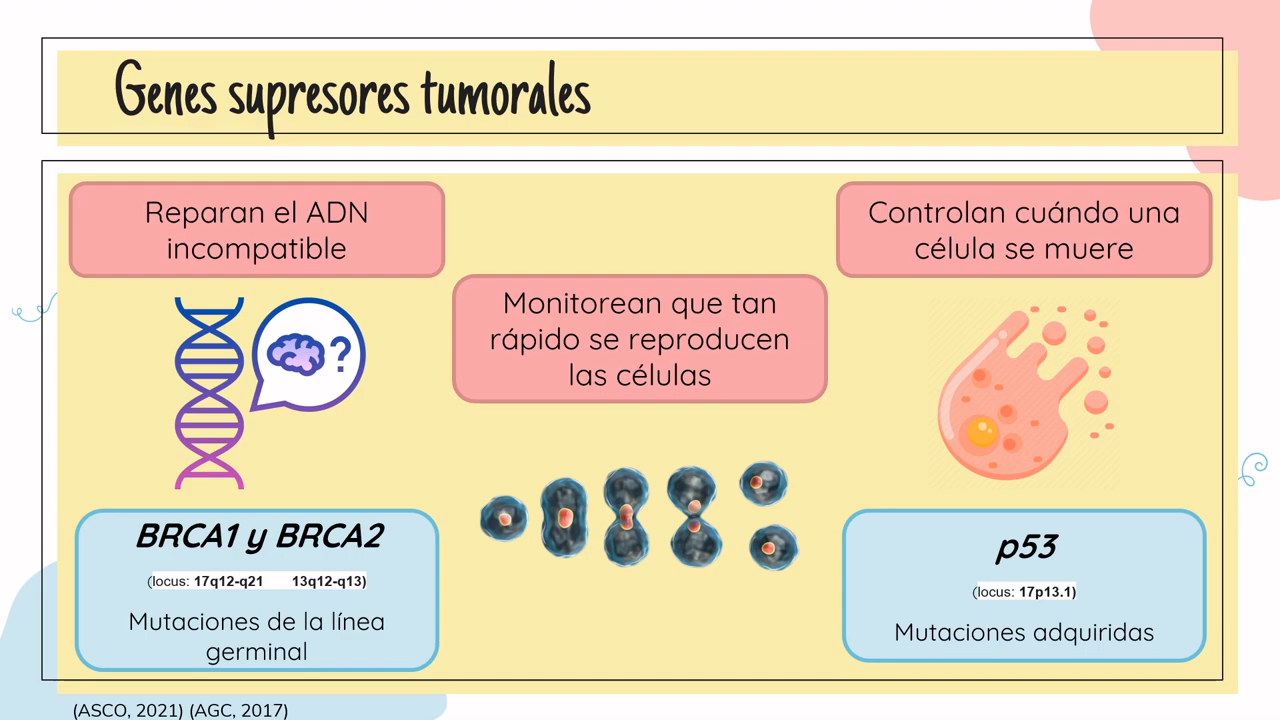 Genes supresores tumorales
Reparan el ADN
incompatible
?
BRCA1 y BRCA2
(locus: 17q12-q21 13q12-q13)
Mutaciones de la línea
germinal
Monitorean que tan
rápido se reproducen
las células
Controlan cuándo una
célula se muere
p53
(locus: 17p13.1)
Mutaciones adquiridas
(ASCO, 2021) (AGC, 2017)